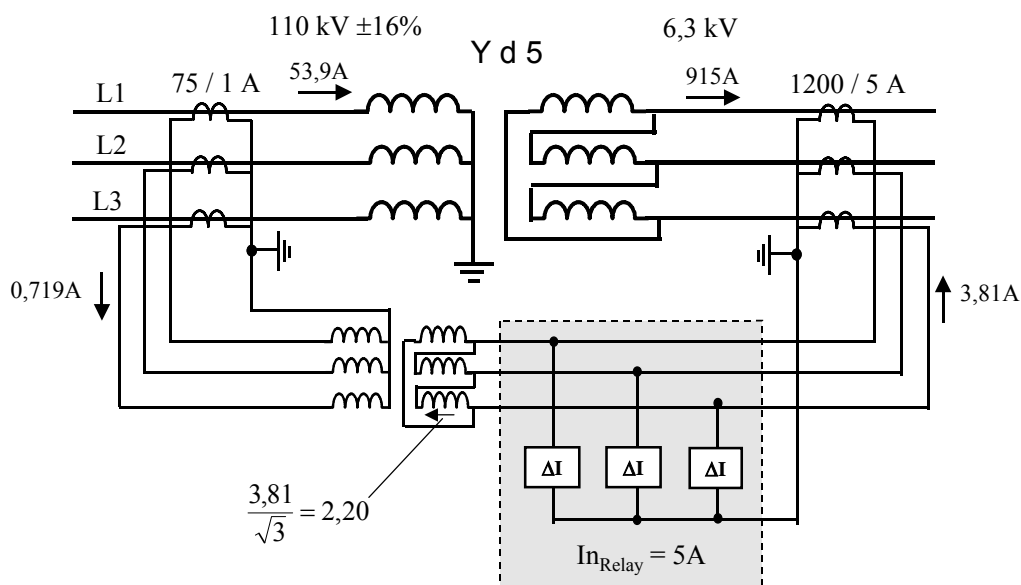 110 kV ±16%
6,3 kV
Y d 5
75 / 1 A
53,9A
915A
1200 / 5 A
L1
L2
L3
0,719A
3,81A
ΔI
ΔI
ΔI
3,81
√3
= 2,20
In_Relay = 5A